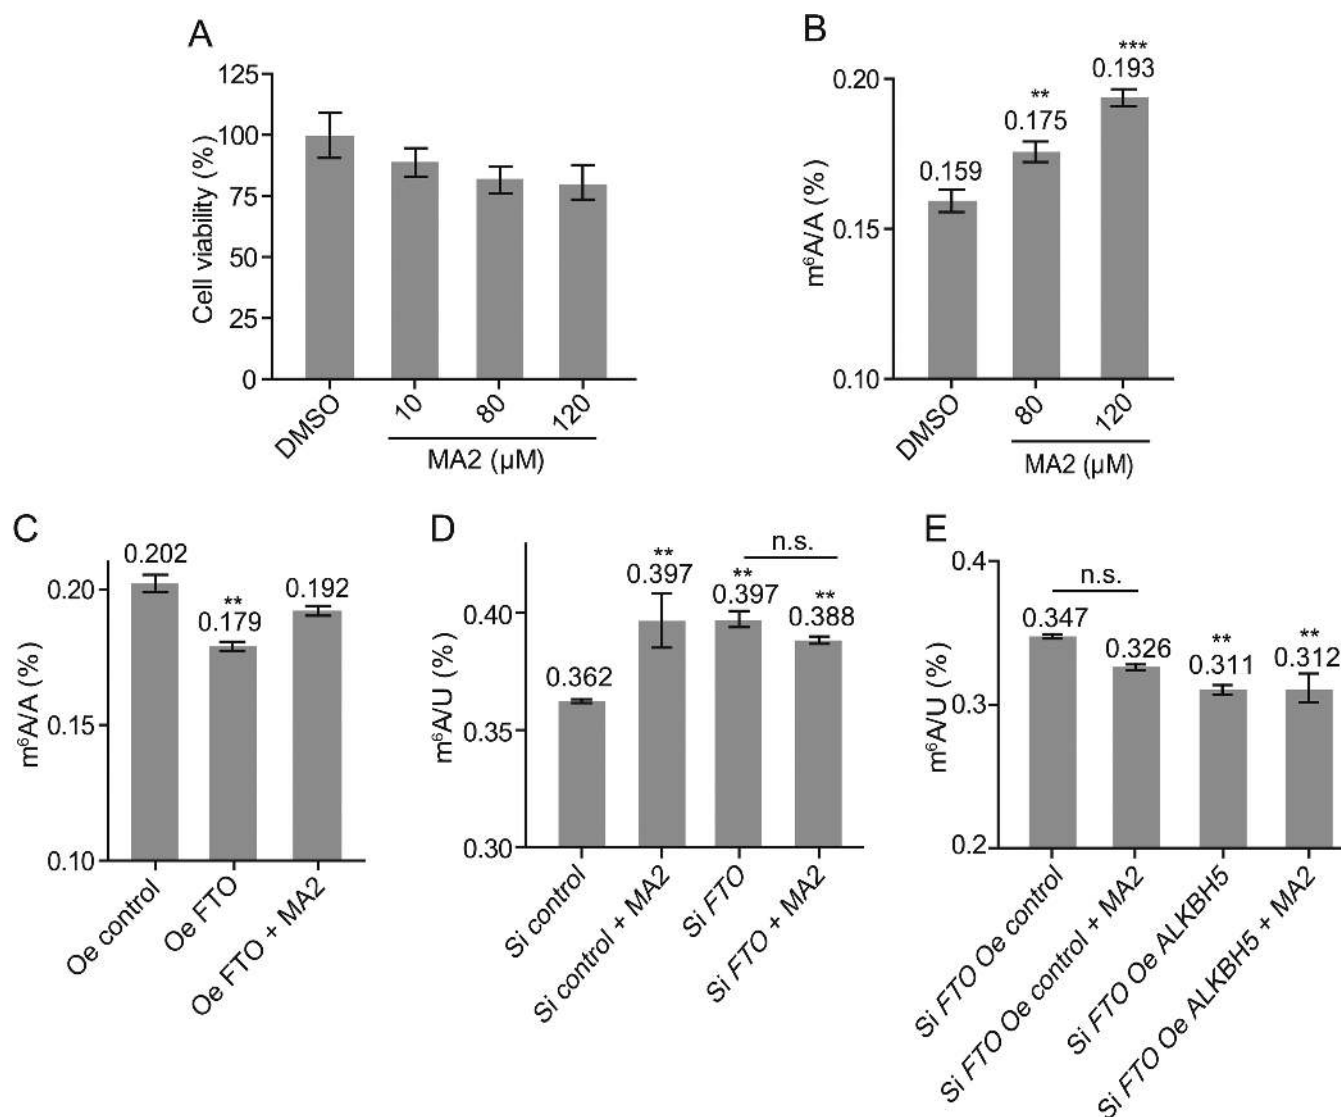 A
Cell viability (%)
125
100
75
50
25
0
DMSO
10
80
120
MA2 (µM)
B
m⁶A/A (%)
0.20
0.15
0.10
0.159
**
0.175
***
0.193
DMSO
80
120
MA2 (µM)
C
m⁶A/A (%)
0.20
0.15
0.10
0.202
**
0.179
0.192
Oe control
Oe FTO
Oe FTO + MA2
D
m⁶A/U (%)
0.40
0.35
0.30
0.362
**
0.397
n.s.
**
0.397
**
0.388
Si control
Si control + MA2
Si FTO
Si FTO + MA2
E
m⁶A/U (%)
0.4
0.3
0.2
n.s.
0.347
0.326
**
0.311
**
0.312
Si FTO Oe control
Si FTO Oe control + MA2
Si FTO Oe ALKBH5
Si FTO Oe ALKBH5 + MA2